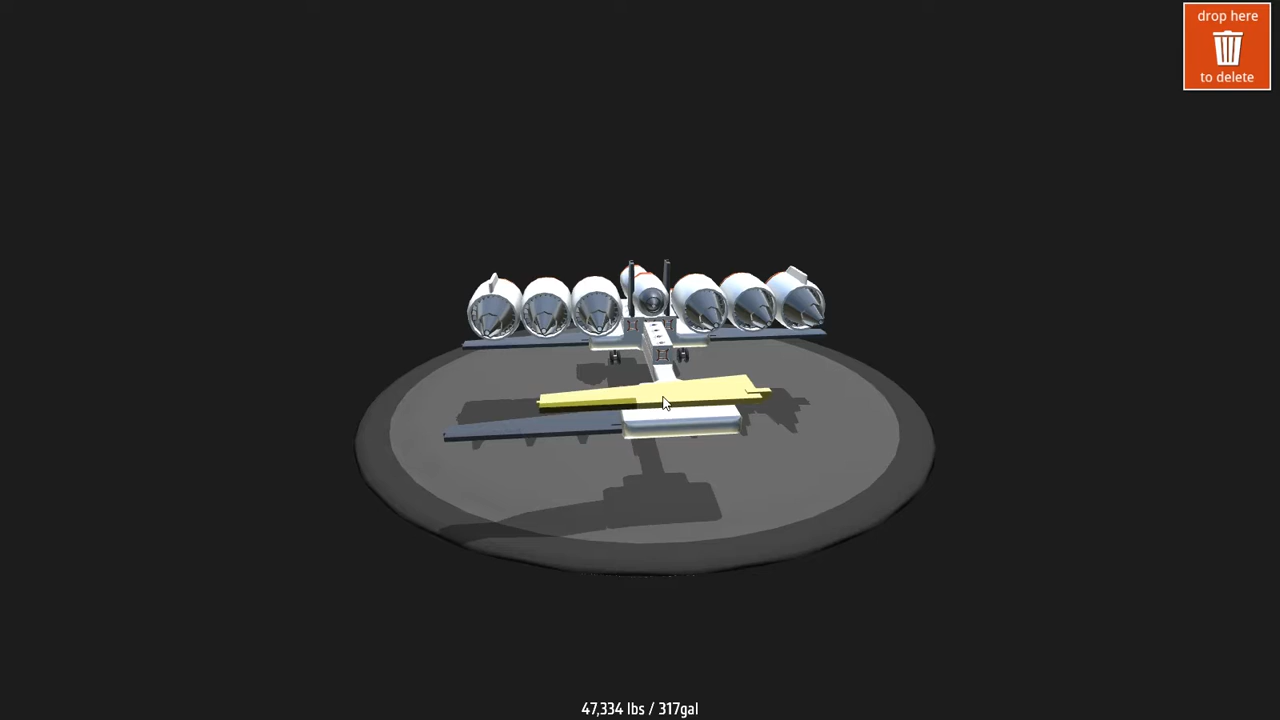 drop here
to delete
47,334 lbs / 317gal